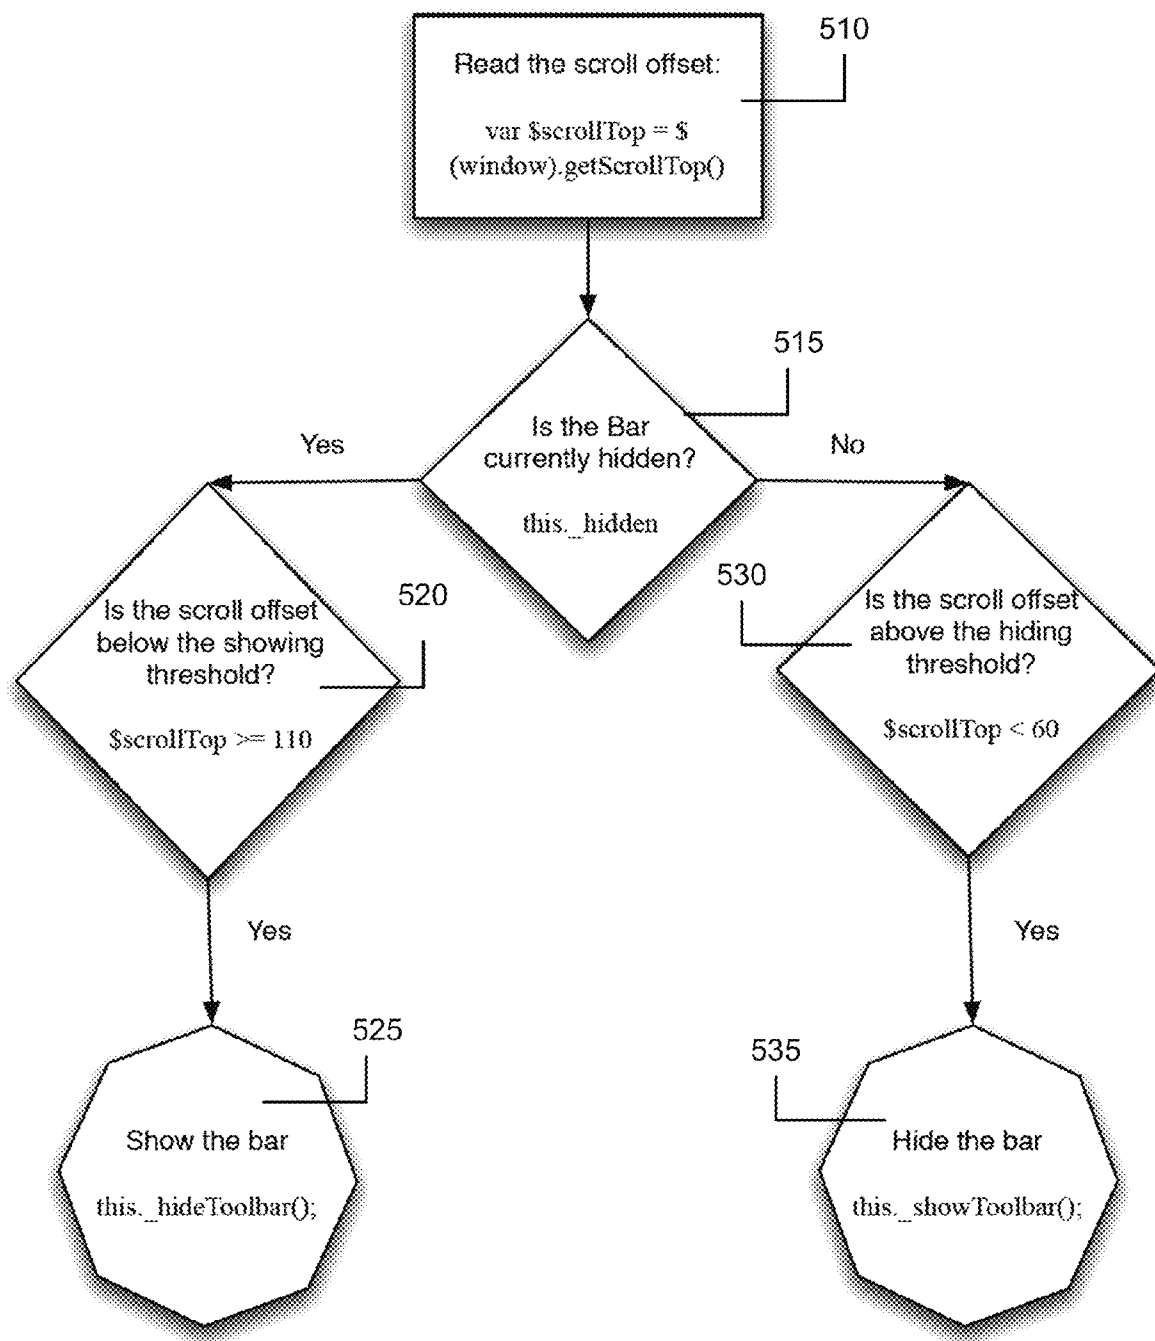 510
Read the scroll offset:
var $scrollTop = $
(window).getScrollTop()
515
Is the Bar
currently hidden?
this._hidden
Yes
No
520
Is the scroll offset
below the showing
threshold?
$scrollTop >= 110
530
Is the scroll offset
above the hiding
threshold?
$scrollTop < 60
Yes
Yes
525
Show the bar
this._hideToolbar();
535
Hide the bar
this._showToolbar();